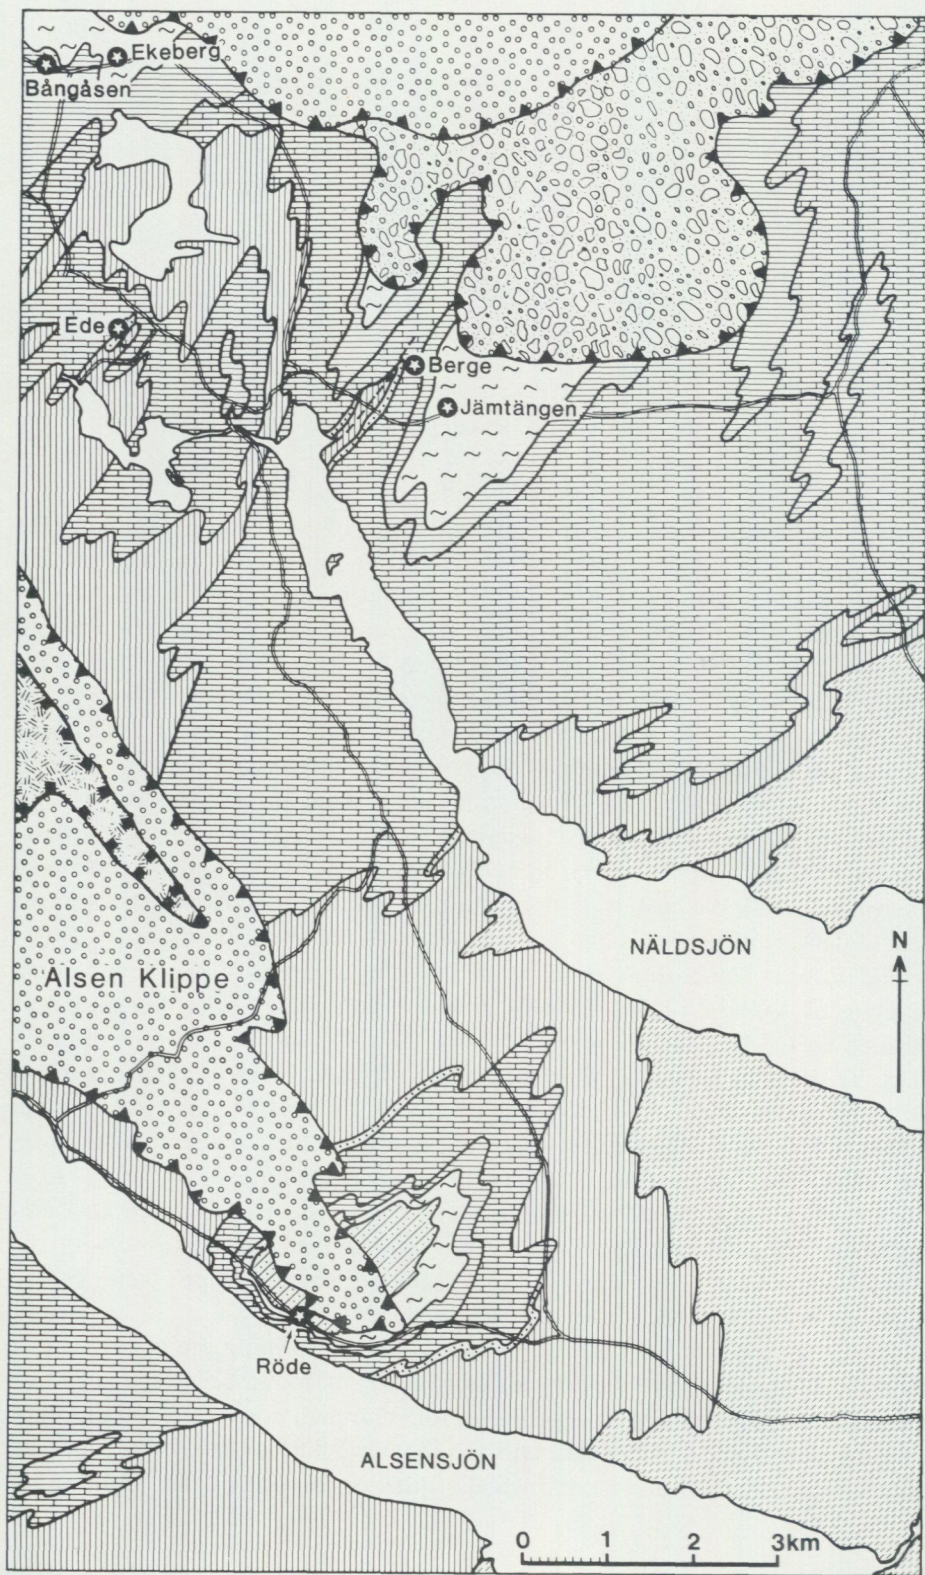 Ekeberg
Bångåsen
Ede
Berge
Jämtängen
NÄLDSJÖN
N
Alsen Klippe
Röde
ALSENSJÖN
0 1 2 3km